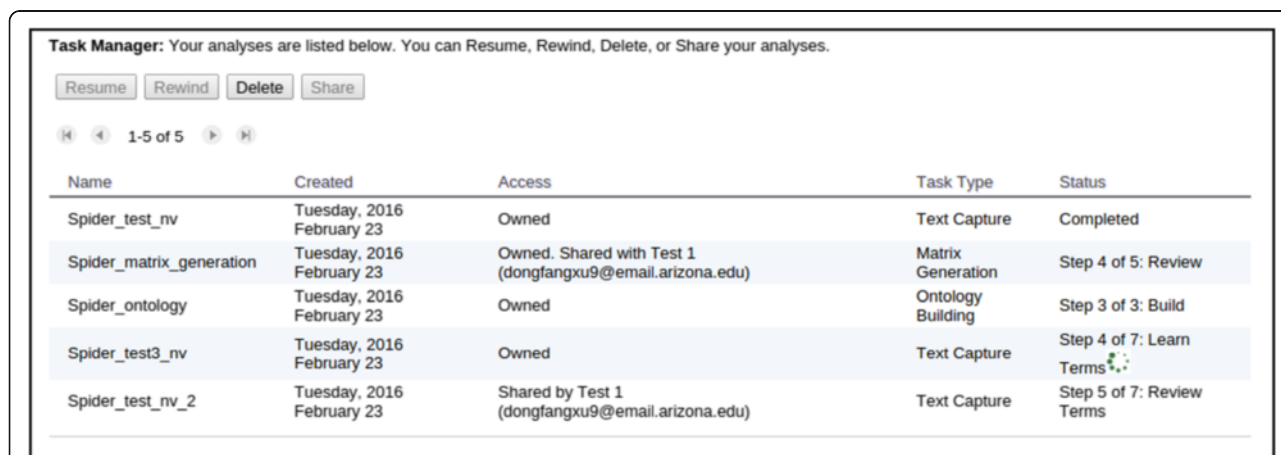 Task Manager: Your analyses are listed below. You can Resume, Rewind, Delete, or Share your analyses.
Resume Rewind Delete Share
1-5 of 5
Name Created Access Task Type Status
Spider_test_nv Tuesday, 2016 February 23 Owned Text Capture Completed
Spider_matrix_generation Tuesday, 2016 February 23 Owned. Shared with Test 1 (dongfangxu9@email.arizona.edu) Matrix Generation Step 4 of 5: Review
Spider_ontology Tuesday, 2016 February 23 Owned Ontology Building Step 3 of 3: Build
Spider_test3_nv Tuesday, 2016 February 23 Owned Text Capture Step 4 of 7: Learn Terms
Spider_test_nv_2 Tuesday, 2016 February 23 Shared by Test 1 (dongfangxu9@email.arizona.edu) Text Capture Step 5 of 7: Review Terms